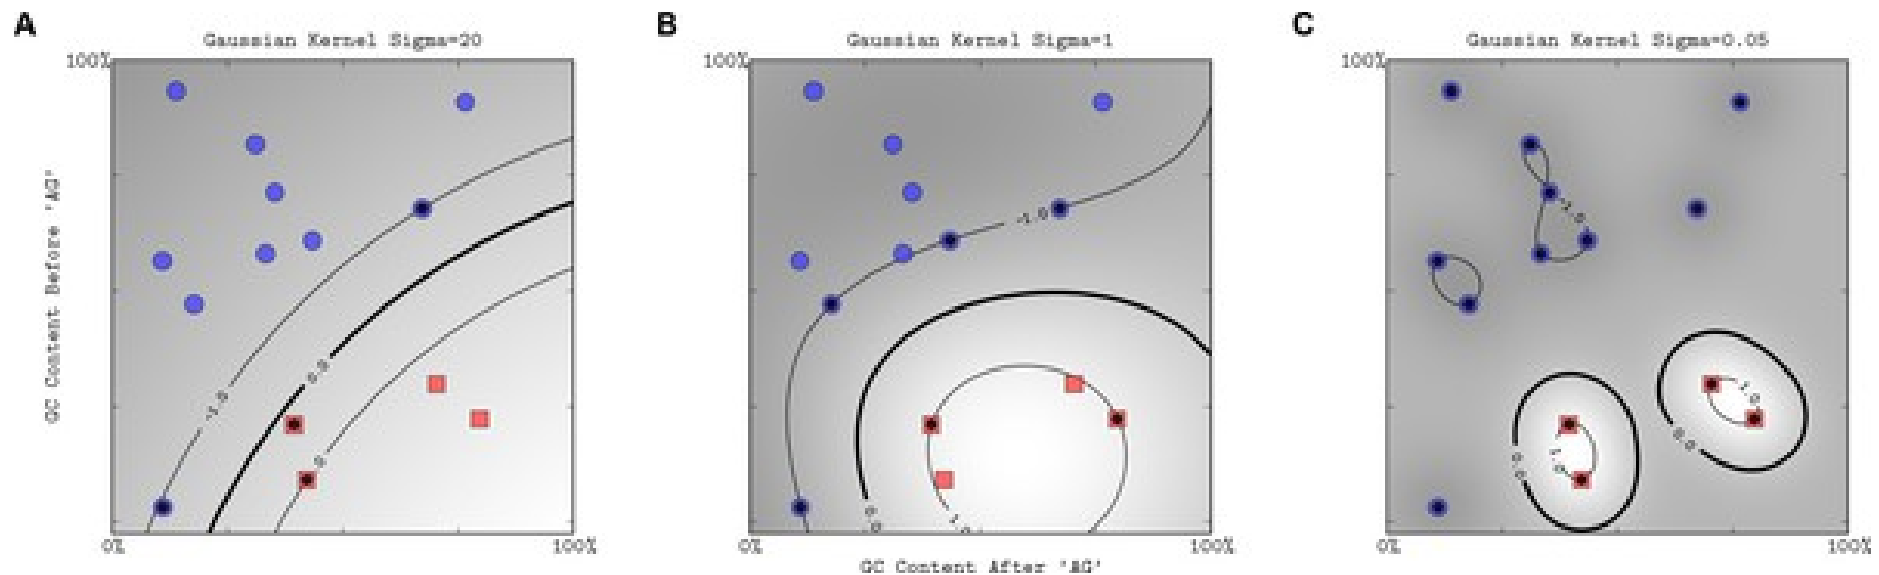 A
B
C
Gaussian Kernel Sigma=20
Gaussian Kernel Sigma=1
Gaussian Kernel Sigma=0.05
100%
100%
100%
GC Content Before 'AG'
-1.0
0.0
0
-1.0
0.0
1.0
-1.0
1.0
0.0
1.0
0.0
0%
100%
0%
100%
0%
100%
GC Content After 'AG'